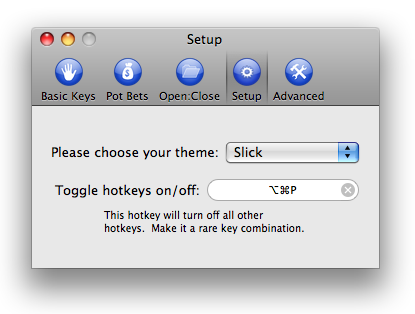 Setup
Basic Keys Pot Bets Open:Close Setup Advanced
Please choose your theme: Slick
Toggle hotkeys on/off: ⌥⌘P
This hotkey will turn off all other
hotkeys. Make it a rare key combination.